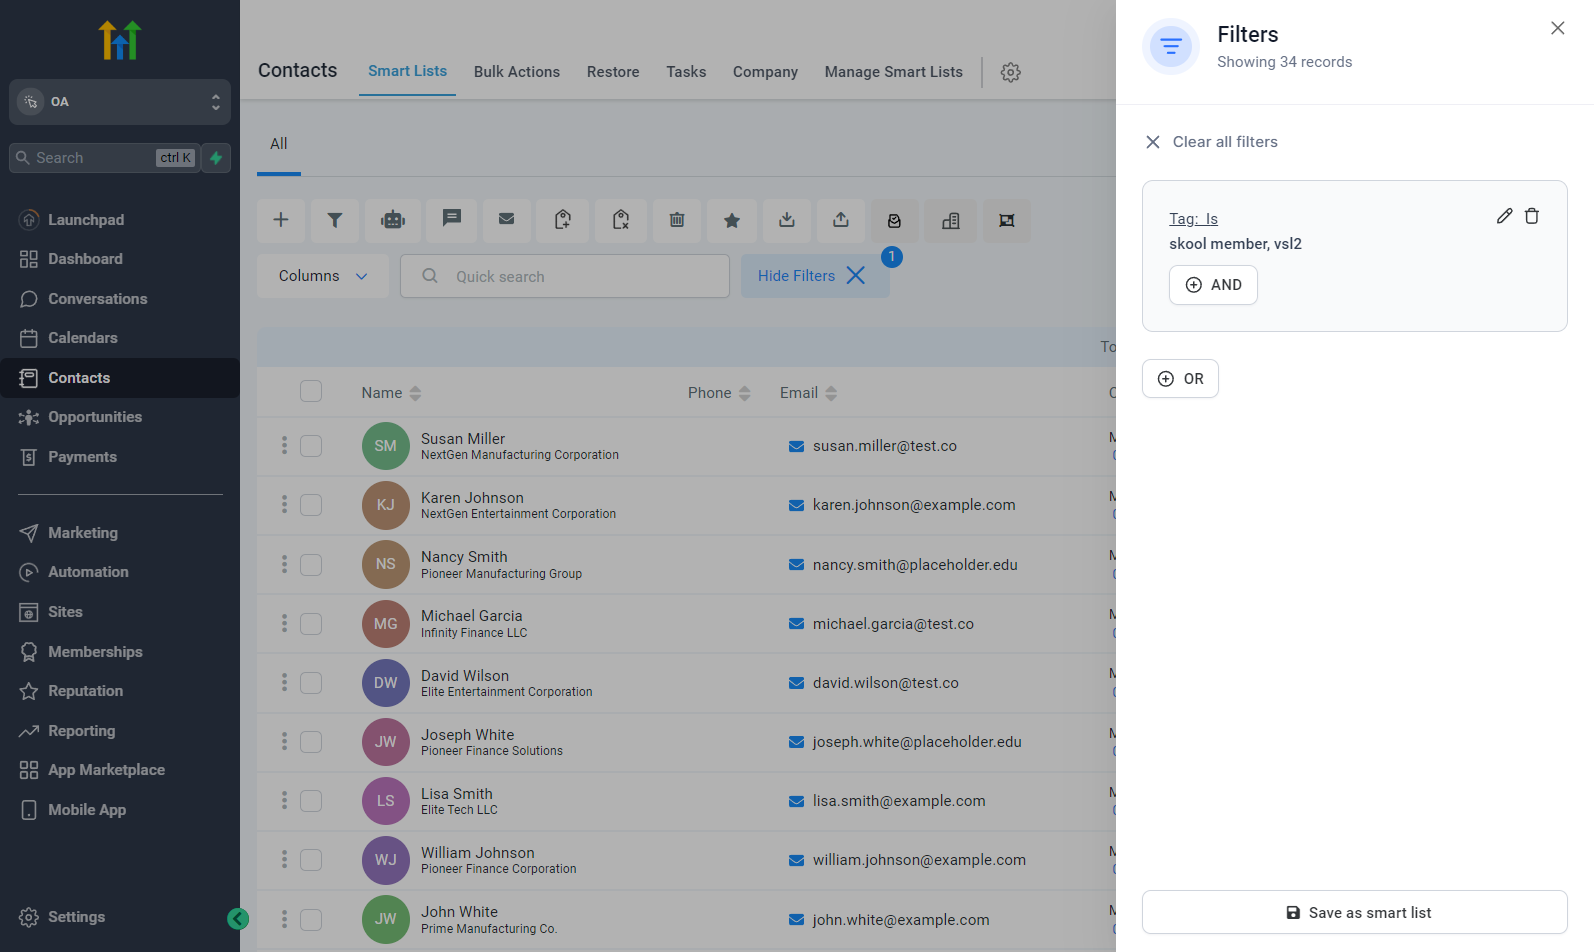 OA
Search
ctrl K
Launchpad
Dashboard
Conversations
Calendars
Contacts
Opportunities
Payments
Marketing
Automation
Sites
Memberships
Reputation
Reporting
App Marketplace
Mobile App
Settings
Contacts
Smart Lists
Bulk Actions
Restore
Tasks
Company
Manage Smart Lists
All
Columns
Quick search
Hide Filters
1
To
Name
Phone
Email
SM
Susan Miller
NextGen Manufacturing Corporation
susan.miller@test.co
KJ
Karen Johnson
NextGen Entertainment Corporation
karen.johnson@example.com
NS
Nancy Smith
Pioneer Manufacturing Group
nancy.smith@placeholder.edu
MG
Michael Garcia
Infinity Finance LLC
michael.garcia@test.co
DW
David Wilson
Elite Entertainment Corporation
david.wilson@test.co
JW
Joseph White
Pioneer Finance Solutions
joseph.white@placeholder.edu
LS
Lisa Smith
Elite Tech LLC
lisa.smith@example.com
WJ
William Johnson
Pioneer Finance Corporation
william.johnson@example.com
JW
John White
Prime Manufacturing Co.
john.white@example.com
Filters
Showing 34 records
Clear all filters
Tag: Is
skool member, vsl2
AND
OR
Save as smart list